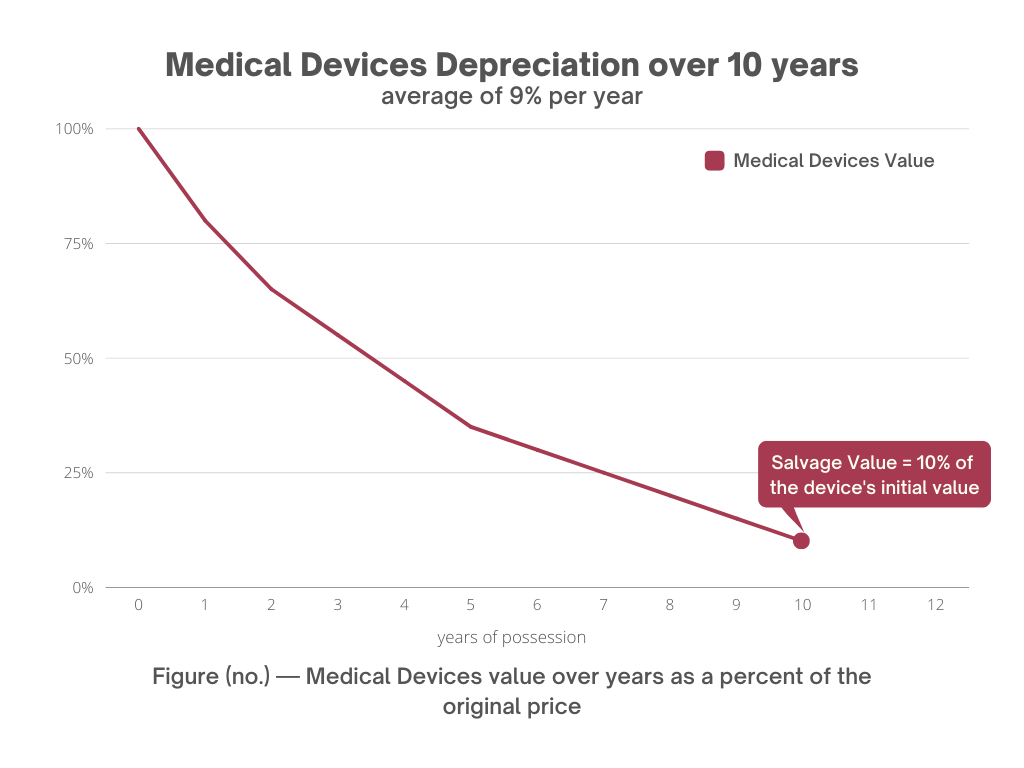 Medical Devices Depreciation over 10 years
average of 9% per year
100%
Medical Devices Value
75%
50%
Salvage Value = 10% of
the device's initial value
25%
0%
0 1 2 3 4 5 6 7 8 9 10 11 12
years of possession
Figure (no.) — Medical Devices value over years as a percent of the
original price